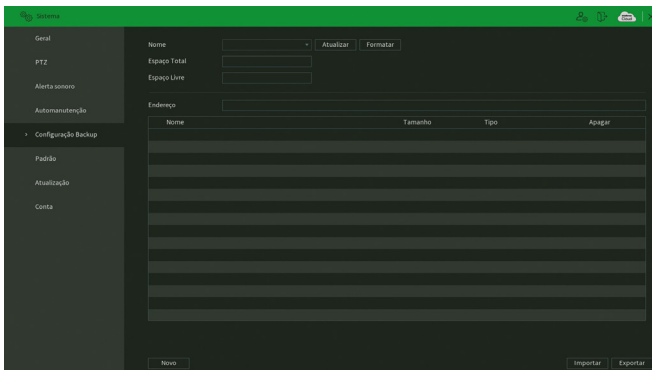 Sistema
Cloud
Geral
PTZ
Alerta sonoro
Automanutenção
Configuração Backup
Padrão
Atualização
Conta
Nome Atualizar Formatar
Espaço Total
Espaço Livre
Endereço
Nome Tamanho Tipo Apagar
Novo Importar Exportar